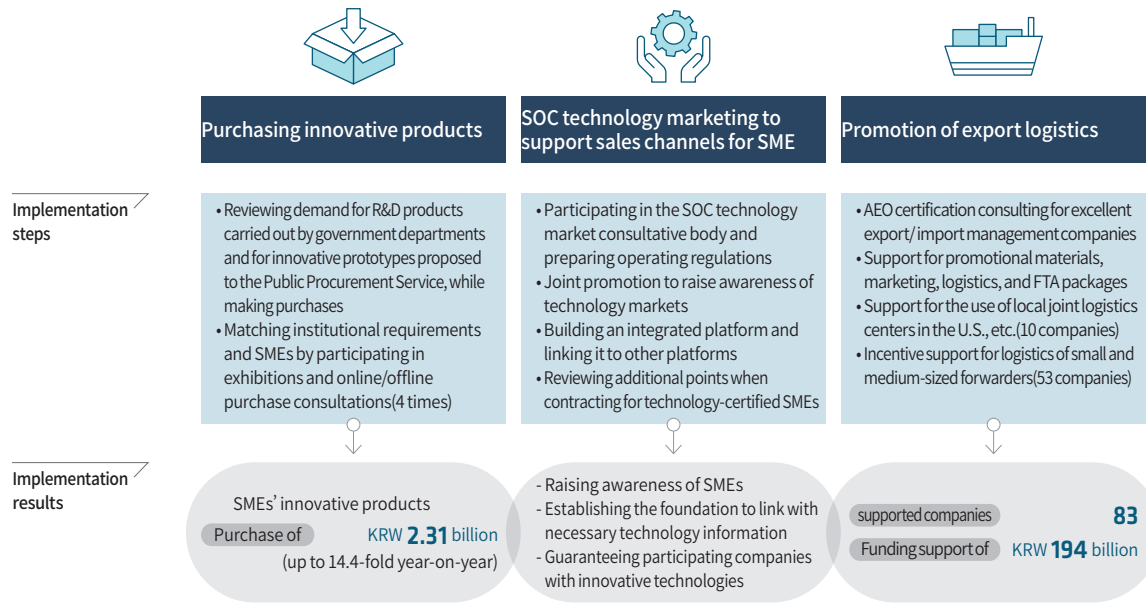 Purchasing innovative products
SOC technology marketing to
support sales channels for SME
Promotion of export logistics
Implementation
steps
• Reviewing demand for R&D products
carried out by government departments
and for innovative prototypes proposed
to the Public Procurement Service, while
making purchases
• Matching institutional requirements
and SMEs by participating in
exhibitions and online/offline
purchase consultations(4 times)
• Participating in the SOC technology
market consultative body and
preparing operating regulations
• Joint promotion to raise awareness of
technology markets
• Building an integrated platform and
linking it to other platforms
• Reviewing additional points when
contracting for technology-certified SMEs
• AEO certification consulting for excellent
export/ import management companies
• Support for promotional materials,
marketing, logistics, and FTA packages
• Support for the use of local joint logistics
centers in the U.S., etc.(10 companies)
• Incentive support for logistics of small and
medium-sized forwarders(53 companies)
Implementation
results
SMEs' innovative products
Purchase of KRW 2.31 billion
(up to 14.4-fold year-on-year)
- Raising awareness of SMEs
- Establishing the foundation to link with
necessary technology information
- Guaranteeing participating companies
with innovative technologies
supported companies 83
Funding support of KRW 194 billion